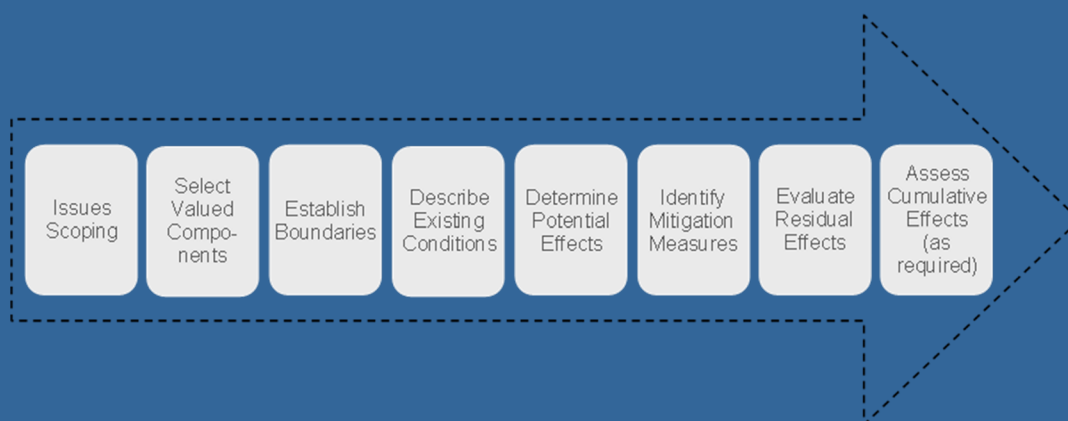 Issues
Scoping
Select
Valued
Compo-
nents
Establish
Boundaries
Describe
Existing
Conditions
Determine
Potential
Effects
Identify
Mitigation
Measures
Evaluate
Residual
Effects
Assess
Cumulative
Effects
(as
required)